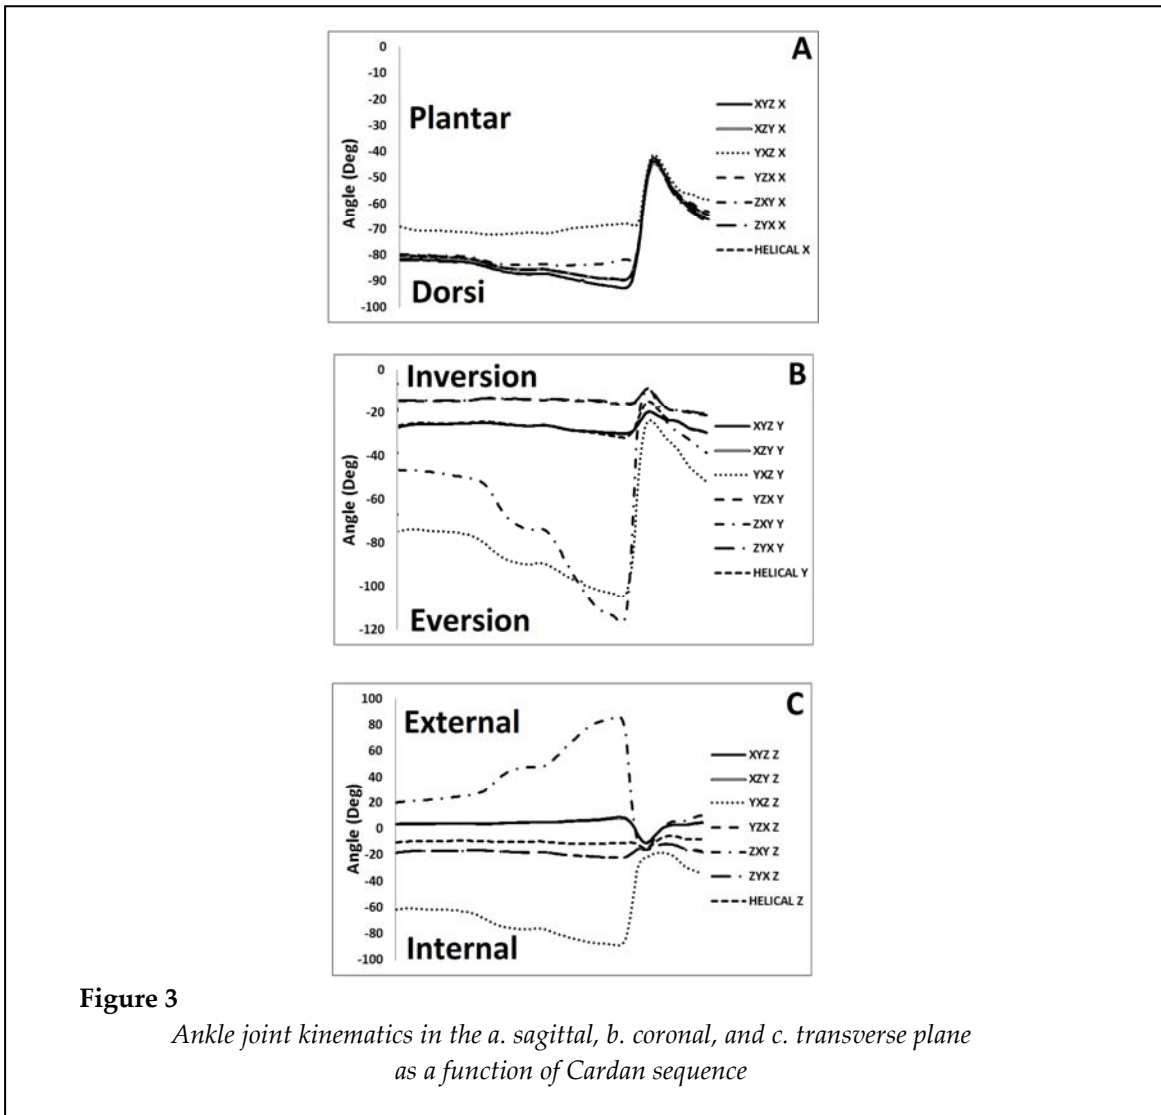 A
0
-10
-20
-30
-40
-50
-60
-70
-80
-90
-100
Angle (Deg)
Plantar
Dorsi
XYZ X
XZY X
YXZ X
YZX X
ZXY X
ZYX X
HELICAL X
B
0
-20
-40
-60
-80
-100
-120
Angle (Deg)
Inversion
Eversion
XYZ Y
XZY Y
YXZ Y
YZX Y
ZXY Y
ZYX Y
HELICAL Y
C
100
80
60
40
20
0
-20
-40
-60
-80
-100
Angle (Deg)
External
Internal
XYZ Z
XZY Z
YXZ Z
YZX Z
ZXY Z
ZYX Z
HELICAL Z
Figure 3
Ankle joint kinematics in the a. sagittal, b. coronal, and c. transverse plane
as a function of Cardan sequence